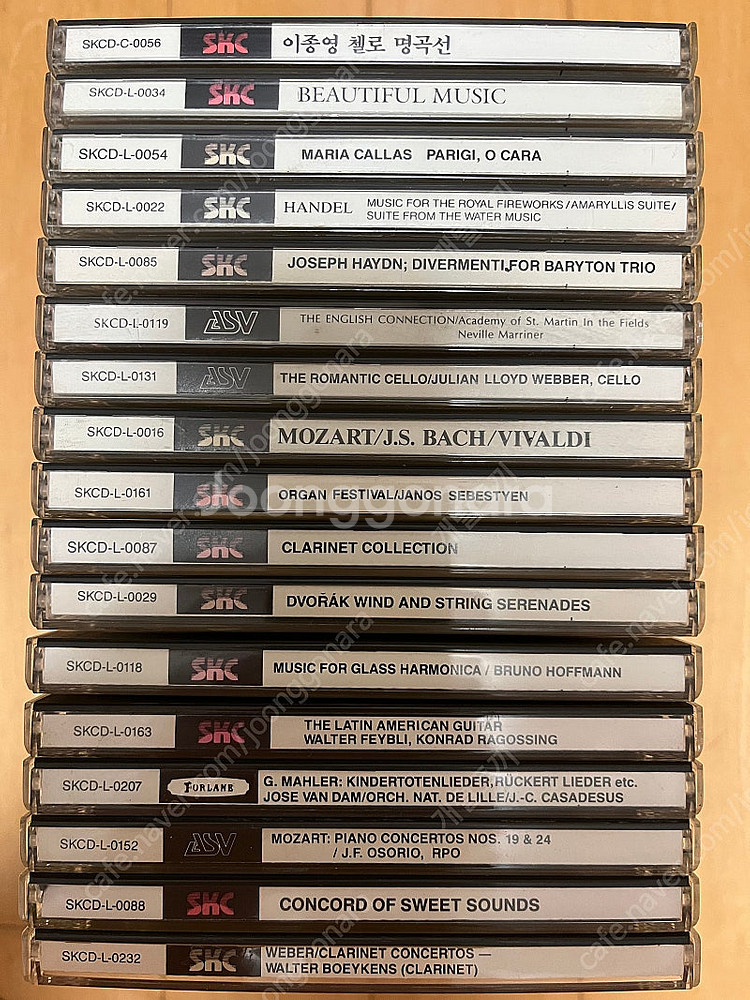 SKCD-C-0056 SKC 이종영 첼로 명곡선
SKCD-L-0034 SKC BEAUTIFUL MUSIC
SKCD-L-0054 SKC MARIA CALLAS PARIGI, O CARA
SKCD-L-0022 SKC HANDEL MUSIC FOR THE ROYAL FIREWORKS/AMARYLLIS SUITE/
SUITE FROM THE WATER MUSIC
SKCD-L-0085 SKC JOSEPH HAYDN; DIVERMENTI,FOR BARYTON TRIO
SKCD-L-0119 ASV THE ENGLISH CONNECTION/Academy of St. Martin In the Fields
Neville Marriner
SKCD-L-0131 ASV THE ROMANTIC CELLO/JULIAN LLOYD WEBBER, CELLO
SKCD-L-0016 SKC MOZART/J.S. BACH/VIVALDI
SKCD-L-0161 SKC ORGAN FESTIVAL/JANOS SEBESTYEN
Joonggonara
SKCD-L-0087 SKC CLARINET COLLECTION
SKCD-L-0029 SKC DVOŘÁK WIND AND STRING SERENADES
SKCD-L-0118 SKC MUSIC FOR GLASS HARMONICA / BRUNO HOFFMANN
SKCD-L-0163 SKC THE LATIN AMERICAN GUITAR
WALTER FEYBLI, KONRAD RAGOSSING
SKCD-L-0207 FORLANE G. MAHLER: KINDERTOTENLIEDER,RÜCKERT LIEDER etc.
JOSE VAN DAM/ORCH. NAT. DE LILLE/J.-C. CASADESUS
SKCD-L-0152 ASV MOZART: PIANO CONCERTOS NOS. 19 & 24
/ J.F. OSORIO, RPO
SKCD-L-0088 SKC CONCORD OF SWEET SOUNDS
SKCD-L-0232 SKC WEBER/CLARINET CONCERTOS —
WALTER BOEYKENS (CLARINET)